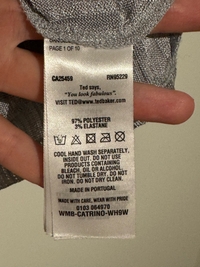 PAGE 1 OF 10
CA25459 RN95229
Ted says,
"You look fabulous".
VISIT TED@www.tedbaker.com
97% POLYESTER
3% ELASTANE
COOL HAND WASH SEPARATELY,
INSIDE OUT. DO NOT USE
PRODUCTS CONTAINING
BLEACH, OIL OR ALCOHOL.
DO NOT TUMBLE DRY. DO NOT
IRON. DO NOT DRY CLEAN.
MADE IN PORTUGAL
MADE WITH CARE, WEAR WITH PRIDE
0103 064970
WMB-CATRINO-WH9W